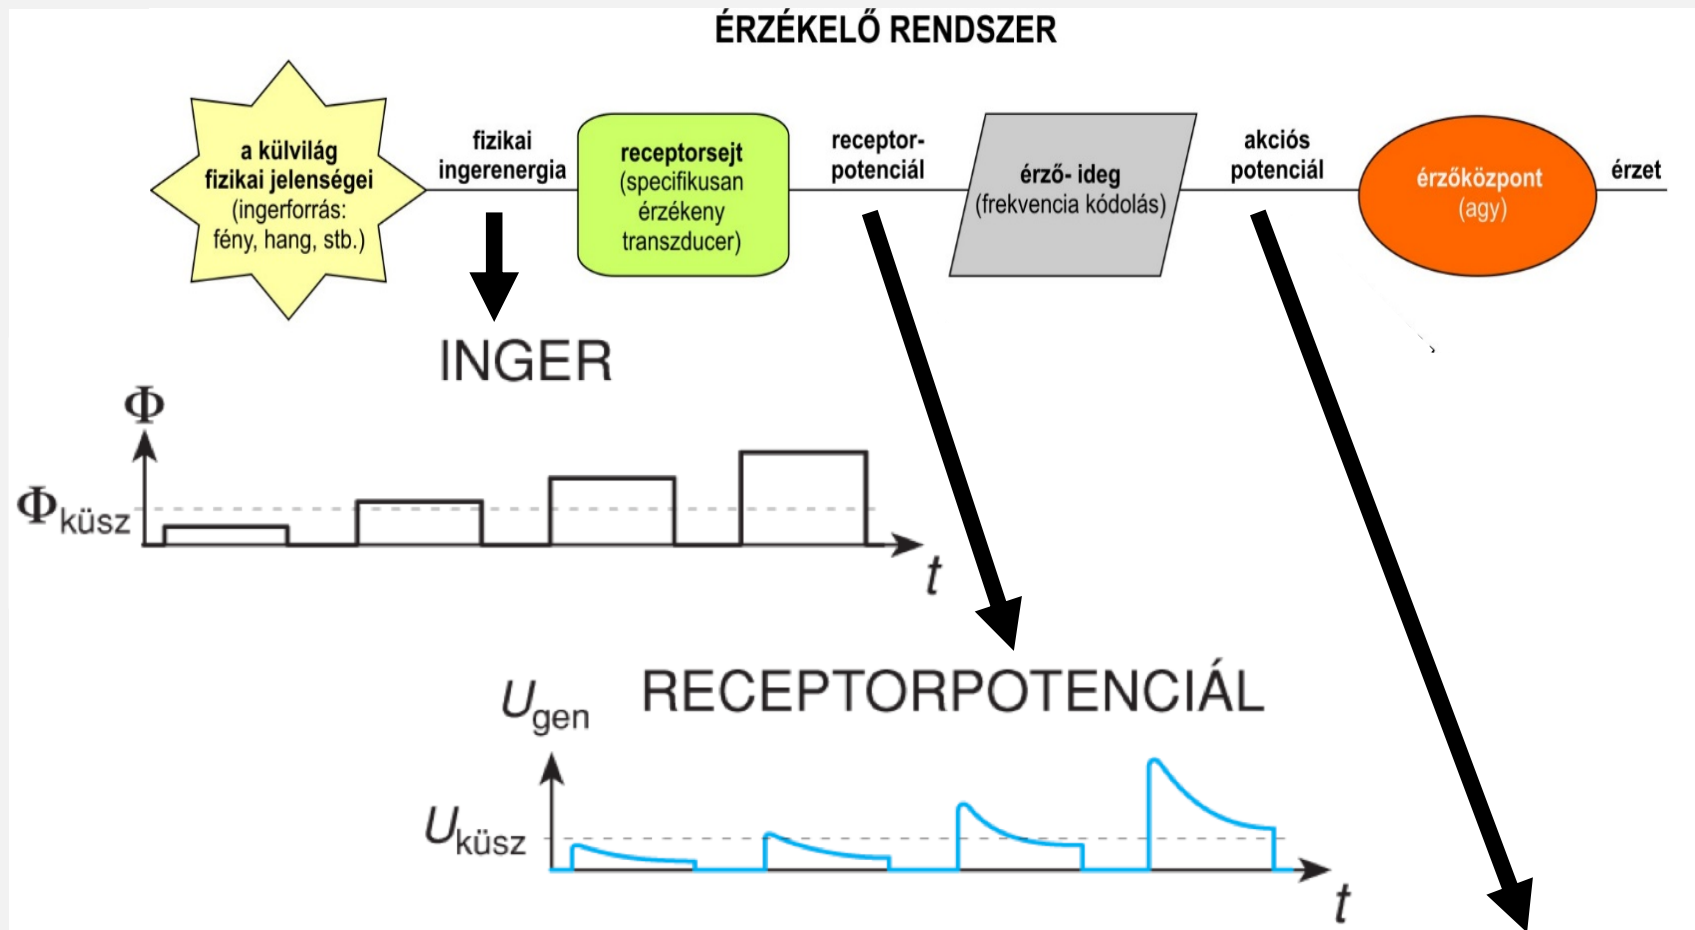 ÉRZÉKELŐ RENDSZER
a külvilág
fizikai jelenségei
(ingerforrás:
fény, hang, stb.)
fizikai
ingerenergia
receptorsejt
(specifikusan
érzékeny
transzducer)
receptor-
potenciál
érző- ideg
(frekvencia kódolás)
akciós
potenciál
érzőközpont
(agy)
érzet
INGER
Φ
Φküsz
t
RECEPTORPOTENCIÁL
Ugen
Uküsz
t